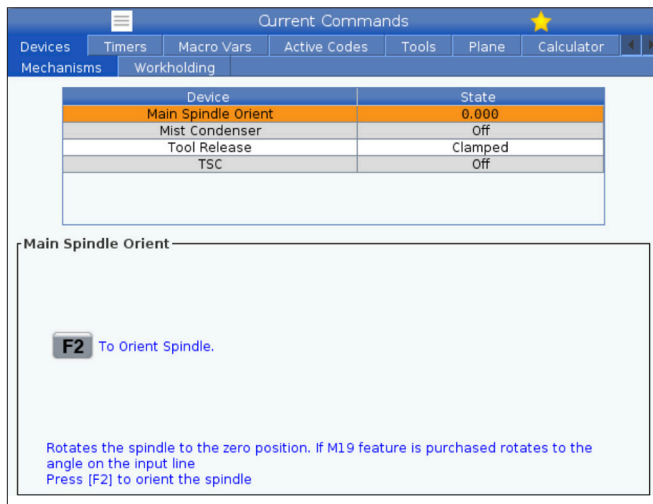 Current Commands
Devices Timers Macro Vars Active Codes Tools Plane Calculator
Mechanisms Workholding
Device State
Main Spindle Orient 0.000
Mist Condenser Off
Tool Release Clamped
TSC Off
Main Spindle Orient
F2 To Orient Spindle.
Rotates the spindle to the zero position. If M19 feature is purchased rotates to the
angle on the input line
Press [F2] to orient the spindle